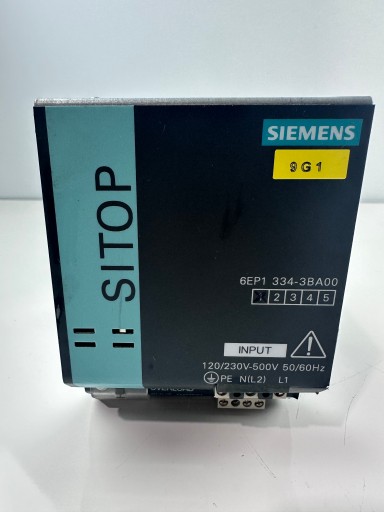 SIEMENS
9G1
SITOP
6EP1 334-3BA00
X 2 3 4 5
INPUT
120/230V-500V 50/60Hz
PE N(L2) L1